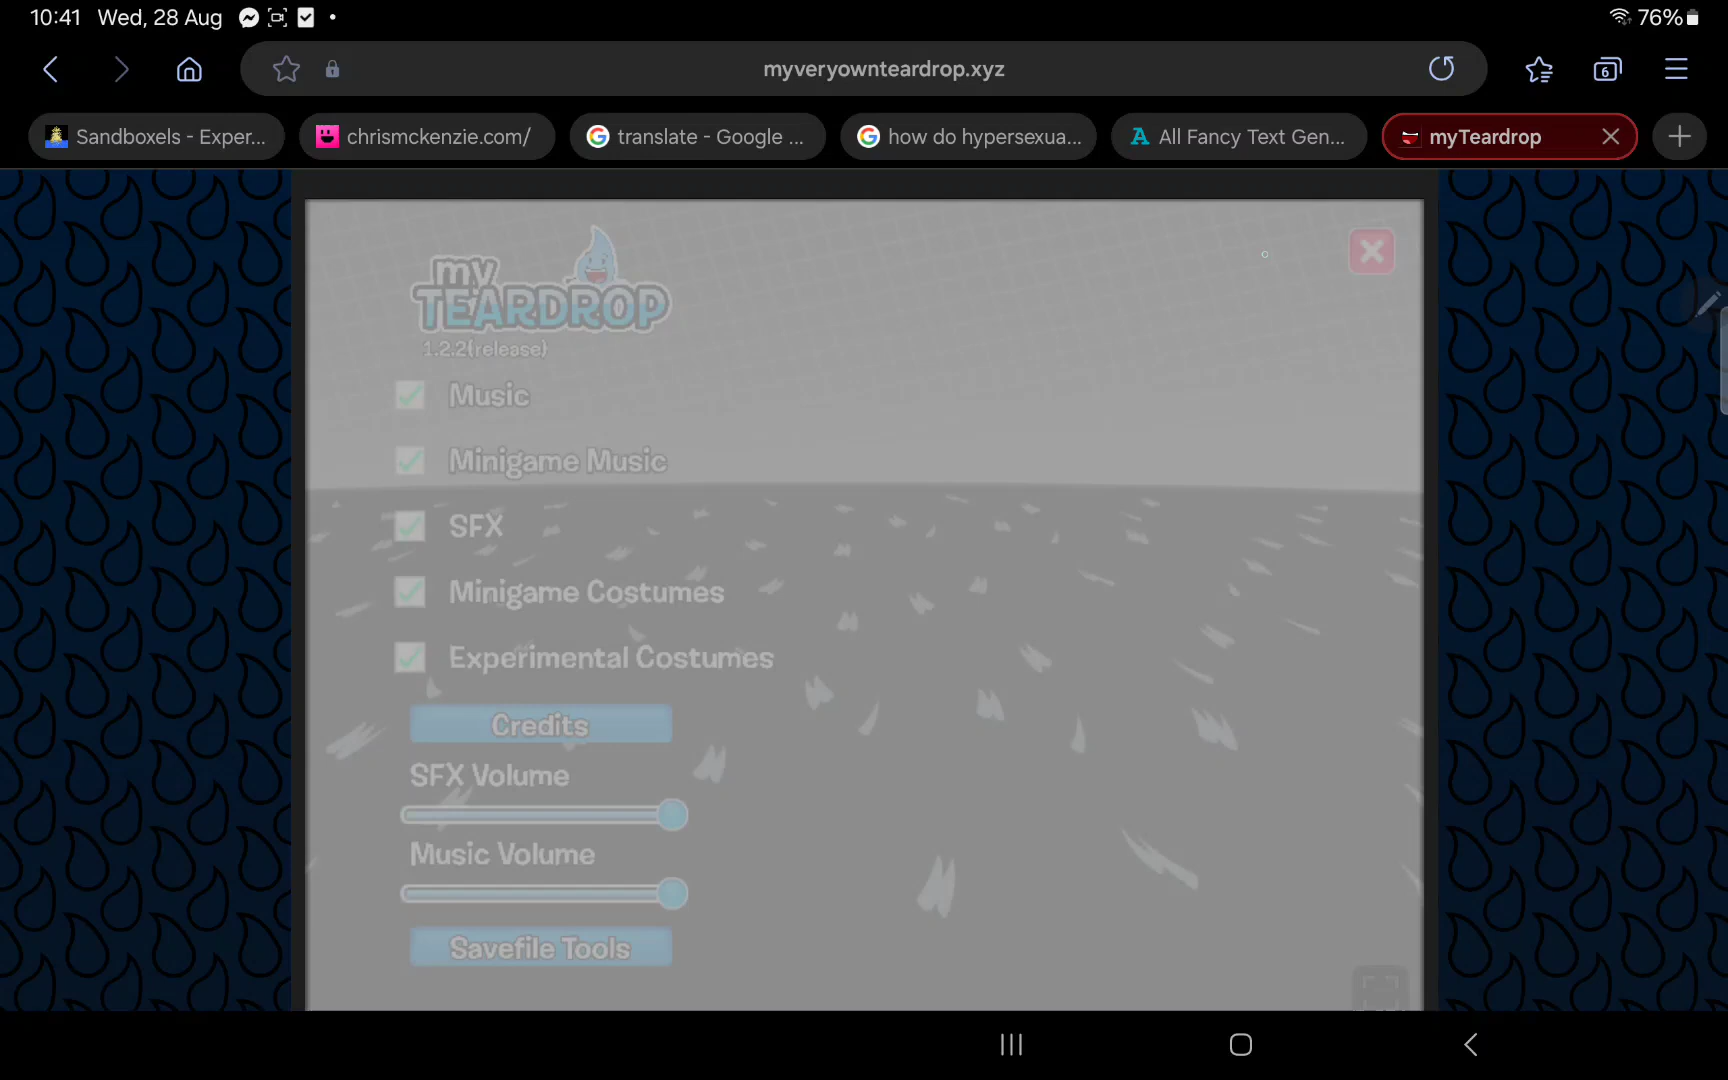 10:41 Wed, 28 Aug
76%
myveryownteardrop.xyz
6
Sandboxels - Exper...
chrismckenzie.com/
translate - Google ...
how do hypersexua...
All Fancy Text Gen...
myTeardrop
my
TEARDROP
1.2.2(release)
Music
Minigame Music
SFX
Minigame Costumes
Experimental Costumes
Credits
SFX Volume
Music Volume
Savefile Tools